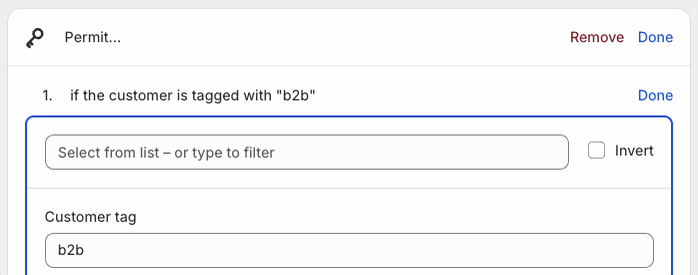 Permit... Remove Done
1. if the customer is tagged with "b2b" Done
Select from list – or type to filter Invert
Customer tag
b2b